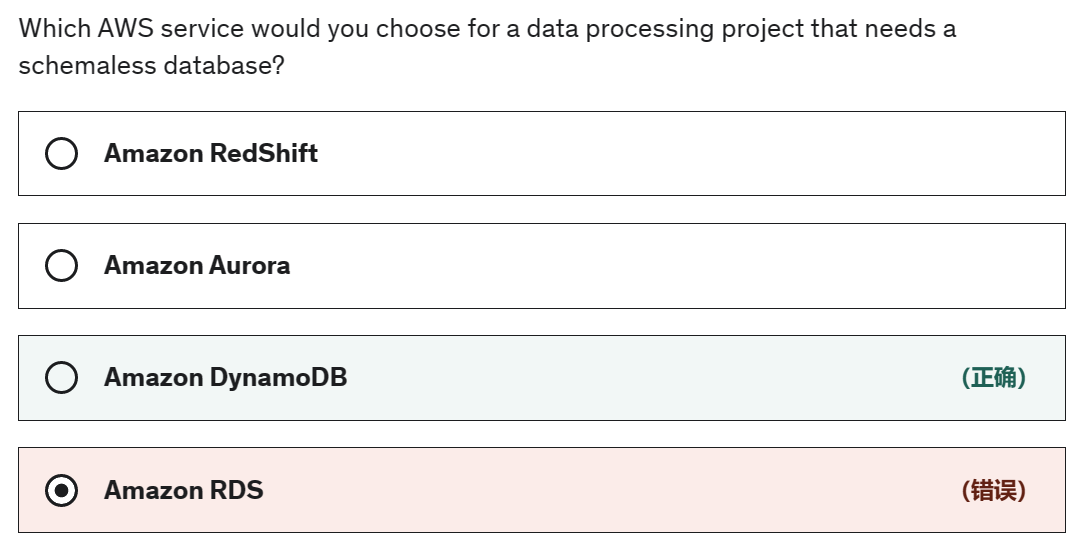 Which AWS service would you choose for a data processing project that needs a
schemaless database?
Amazon RedShift
Amazon Aurora
Amazon DynamoDB (正确)
Amazon RDS (错误)